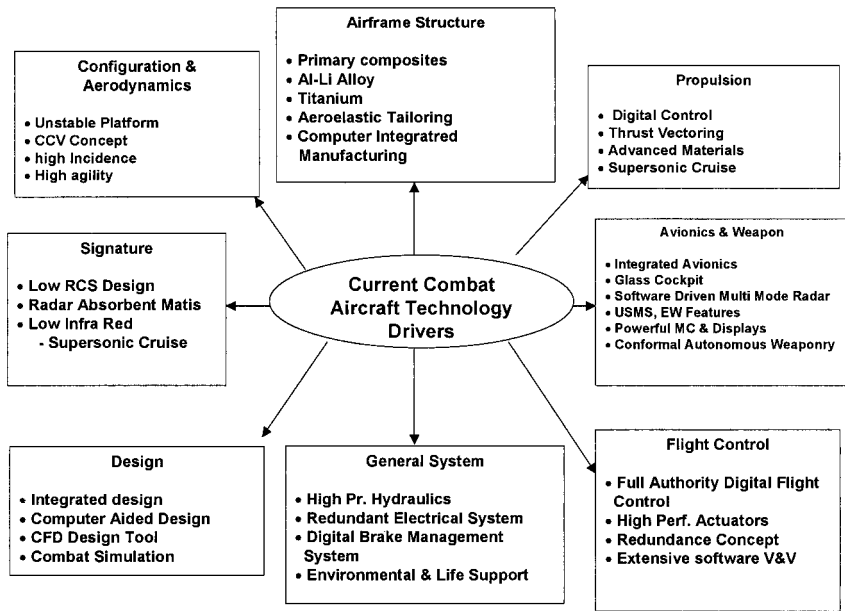 Airframe Structure
• Primary composites
• Al-Li Alloy
• Titanium
• Aeroelastic Tailoring
• Computer Integratred
Manufacturing
Configuration &
Aerodynamics
• Unstable Platform
• CCV Concept
• high Incidence
• High agility
Propulsion
• Digital Control
• Thrust Vectoring
• Advanced Materials
• Supersonic Cruise
Signature
• Low RCS Design
• Radar Absorbent Matis
• Low Infra Red
- Supersonic Cruise
Current Combat
Aircraft Technology
Drivers
Avionics & Weapon
• Integrated Avionics
• Glass Cockpit
• Software Driven Multi Mode Radar
• USMS, EW Features
• Powerful MC & Displays
• Conformal Autonomous Weaponry
Design
• Integrated design
• Computer Aided Design
• CFD Design Tool
• Combat Simulation
General System
• High Pr. Hydraulics
• Redundant Electrical System
• Digital Brake Management
System
• Environmental & Life Support
Flight Control
• Full Authority Digital Flight
Control
• High Perf. Actuators
• Redundance Concept
• Extensive software V&V